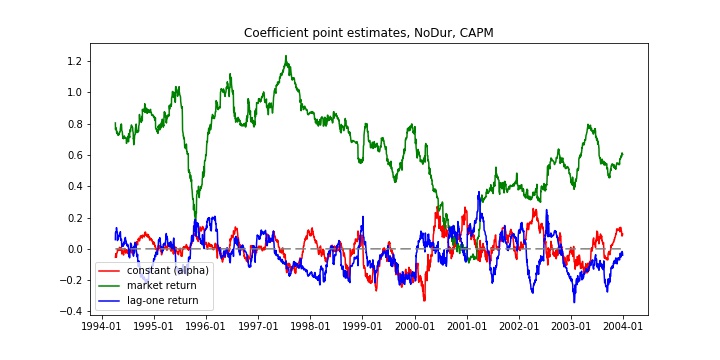 Coefficient point estimates, NoDur, CAPM
1.2
1.0
0.8
0.6
0.4
0.2
0.0
−0.2
−0.4
constant (alpha)
market return
lag-one return
1994-01 1995-01 1996-01 1997-01 1998-01 1999-01 2000-01 2001-01 2002-01 2003-01 2004-01